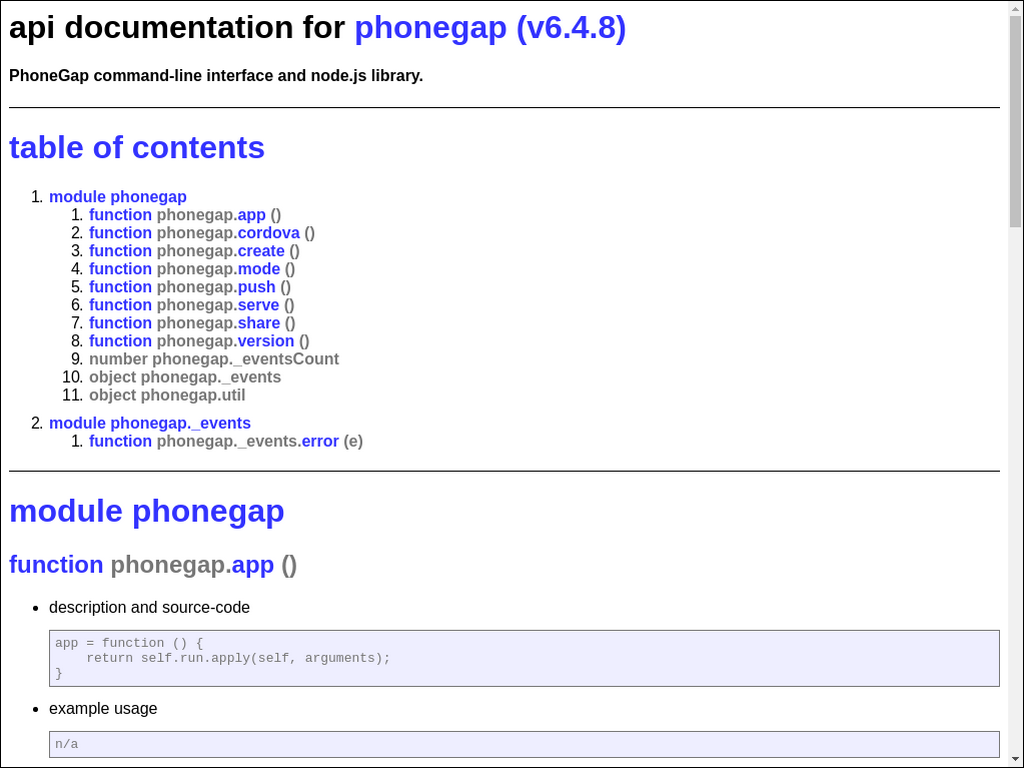 api documentation for phonegap (v6.4.8)
PhoneGap command-line interface and node.js library.
table of contents
1. module phonegap
1. function phonegap.app ()
2. function phonegap.cordova ()
3. function phonegap.create ()
4. function phonegap.mode ()
5. function phonegap.push ()
6. function phonegap.serve ()
7. function phonegap.share ()
8. function phonegap.version ()
9. number phonegap._eventsCount
10. object phonegap._events
11. object phonegap.util
2. module phonegap._events
1. function phonegap._events.error (e)
module phonegap
function phonegap.app ()
• description and source-code
app = function () {
    return self.run.apply(self, arguments);
}
• example usage
n/a